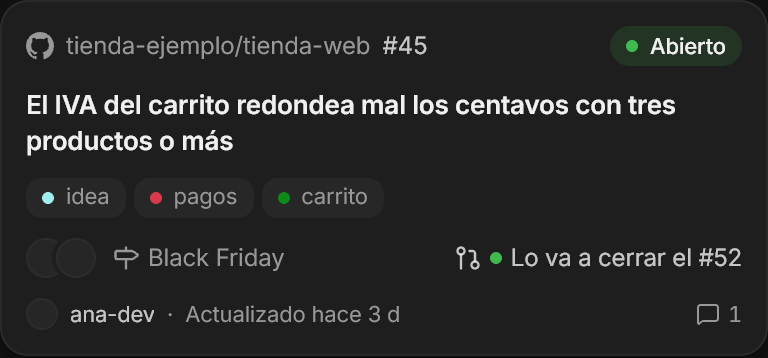 tienda-ejemplo/tienda-web #45
Abierto
El IVA del carrito redondea mal los centavos con tres
productos o más
idea pagos carrito
Black Friday
Lo va a cerrar el #52
ana-dev · Actualizado hace 3 d
1